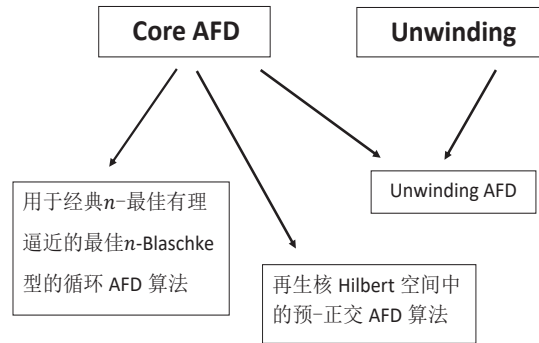 Core AFD
Unwinding
Unwinding AFD
用于经典n-最佳有理
逼近的最佳n-Blaschke
型的循环 AFD 算法
再生核 Hilbert 空间中
的预-正交 AFD 算法